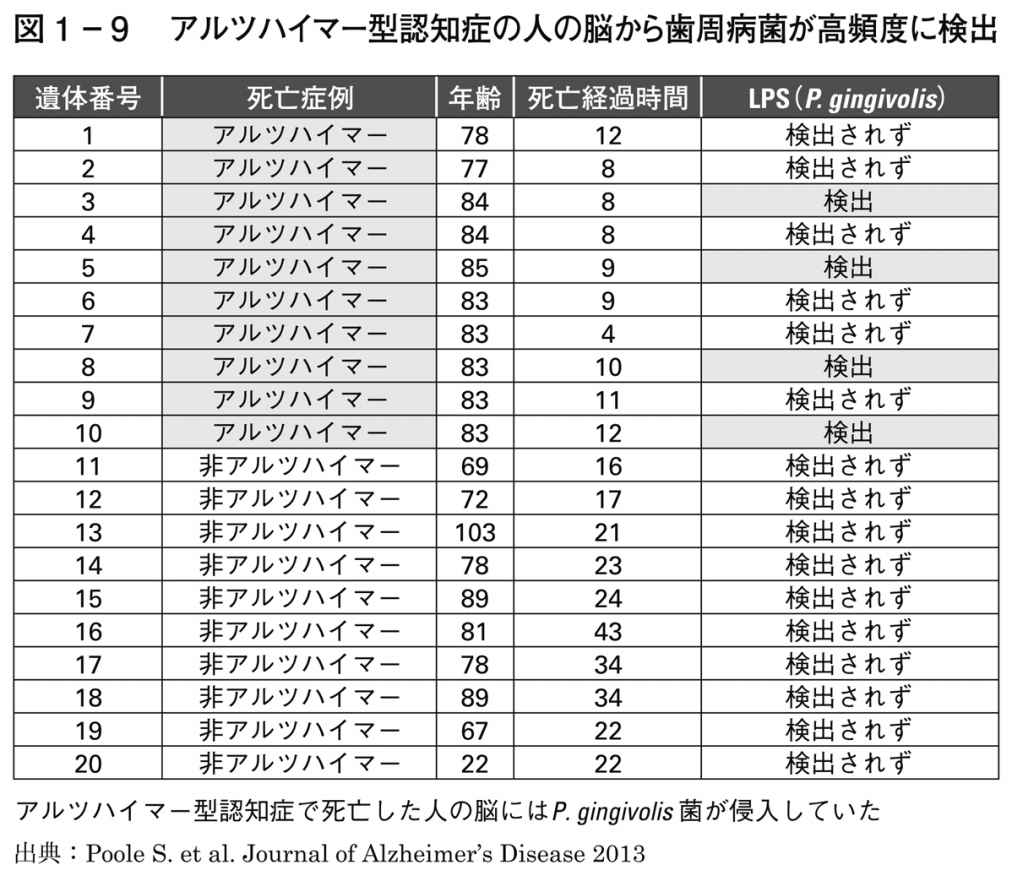 図1－9 アルツハイマー型認知症の人の脳から歯周病菌が高頻度に検出
遺体番号 死亡症例 年齢 死亡経過時間 LPS（P. gingivolis）
1 アルツハイマー 78 12 検出されず
2 アルツハイマー 77 8 検出されず
3 アルツハイマー 84 8 検出
4 アルツハイマー 84 8 検出されず
5 アルツハイマー 85 9 検出
6 アルツハイマー 83 9 検出されず
7 アルツハイマー 83 4 検出されず
8 アルツハイマー 83 10 検出
9 アルツハイマー 83 11 検出されず
10 アルツハイマー 83 12 検出
11 非アルツハイマー 69 16 検出されず
12 非アルツハイマー 72 17 検出されず
13 非アルツハイマー 103 21 検出されず
14 非アルツハイマー 78 23 検出されず
15 非アルツハイマー 89 24 検出されず
16 非アルツハイマー 81 43 検出されず
17 非アルツハイマー 78 34 検出されず
18 非アルツハイマー 89 34 検出されず
19 非アルツハイマー 67 22 検出されず
20 非アルツハイマー 22 22 検出されず
アルツハイマー型認知症で死亡した人の脳にはP. gingivolis 菌が侵入していた
出典：Poole S. et al. Journal of Alzheimer's Disease 2013